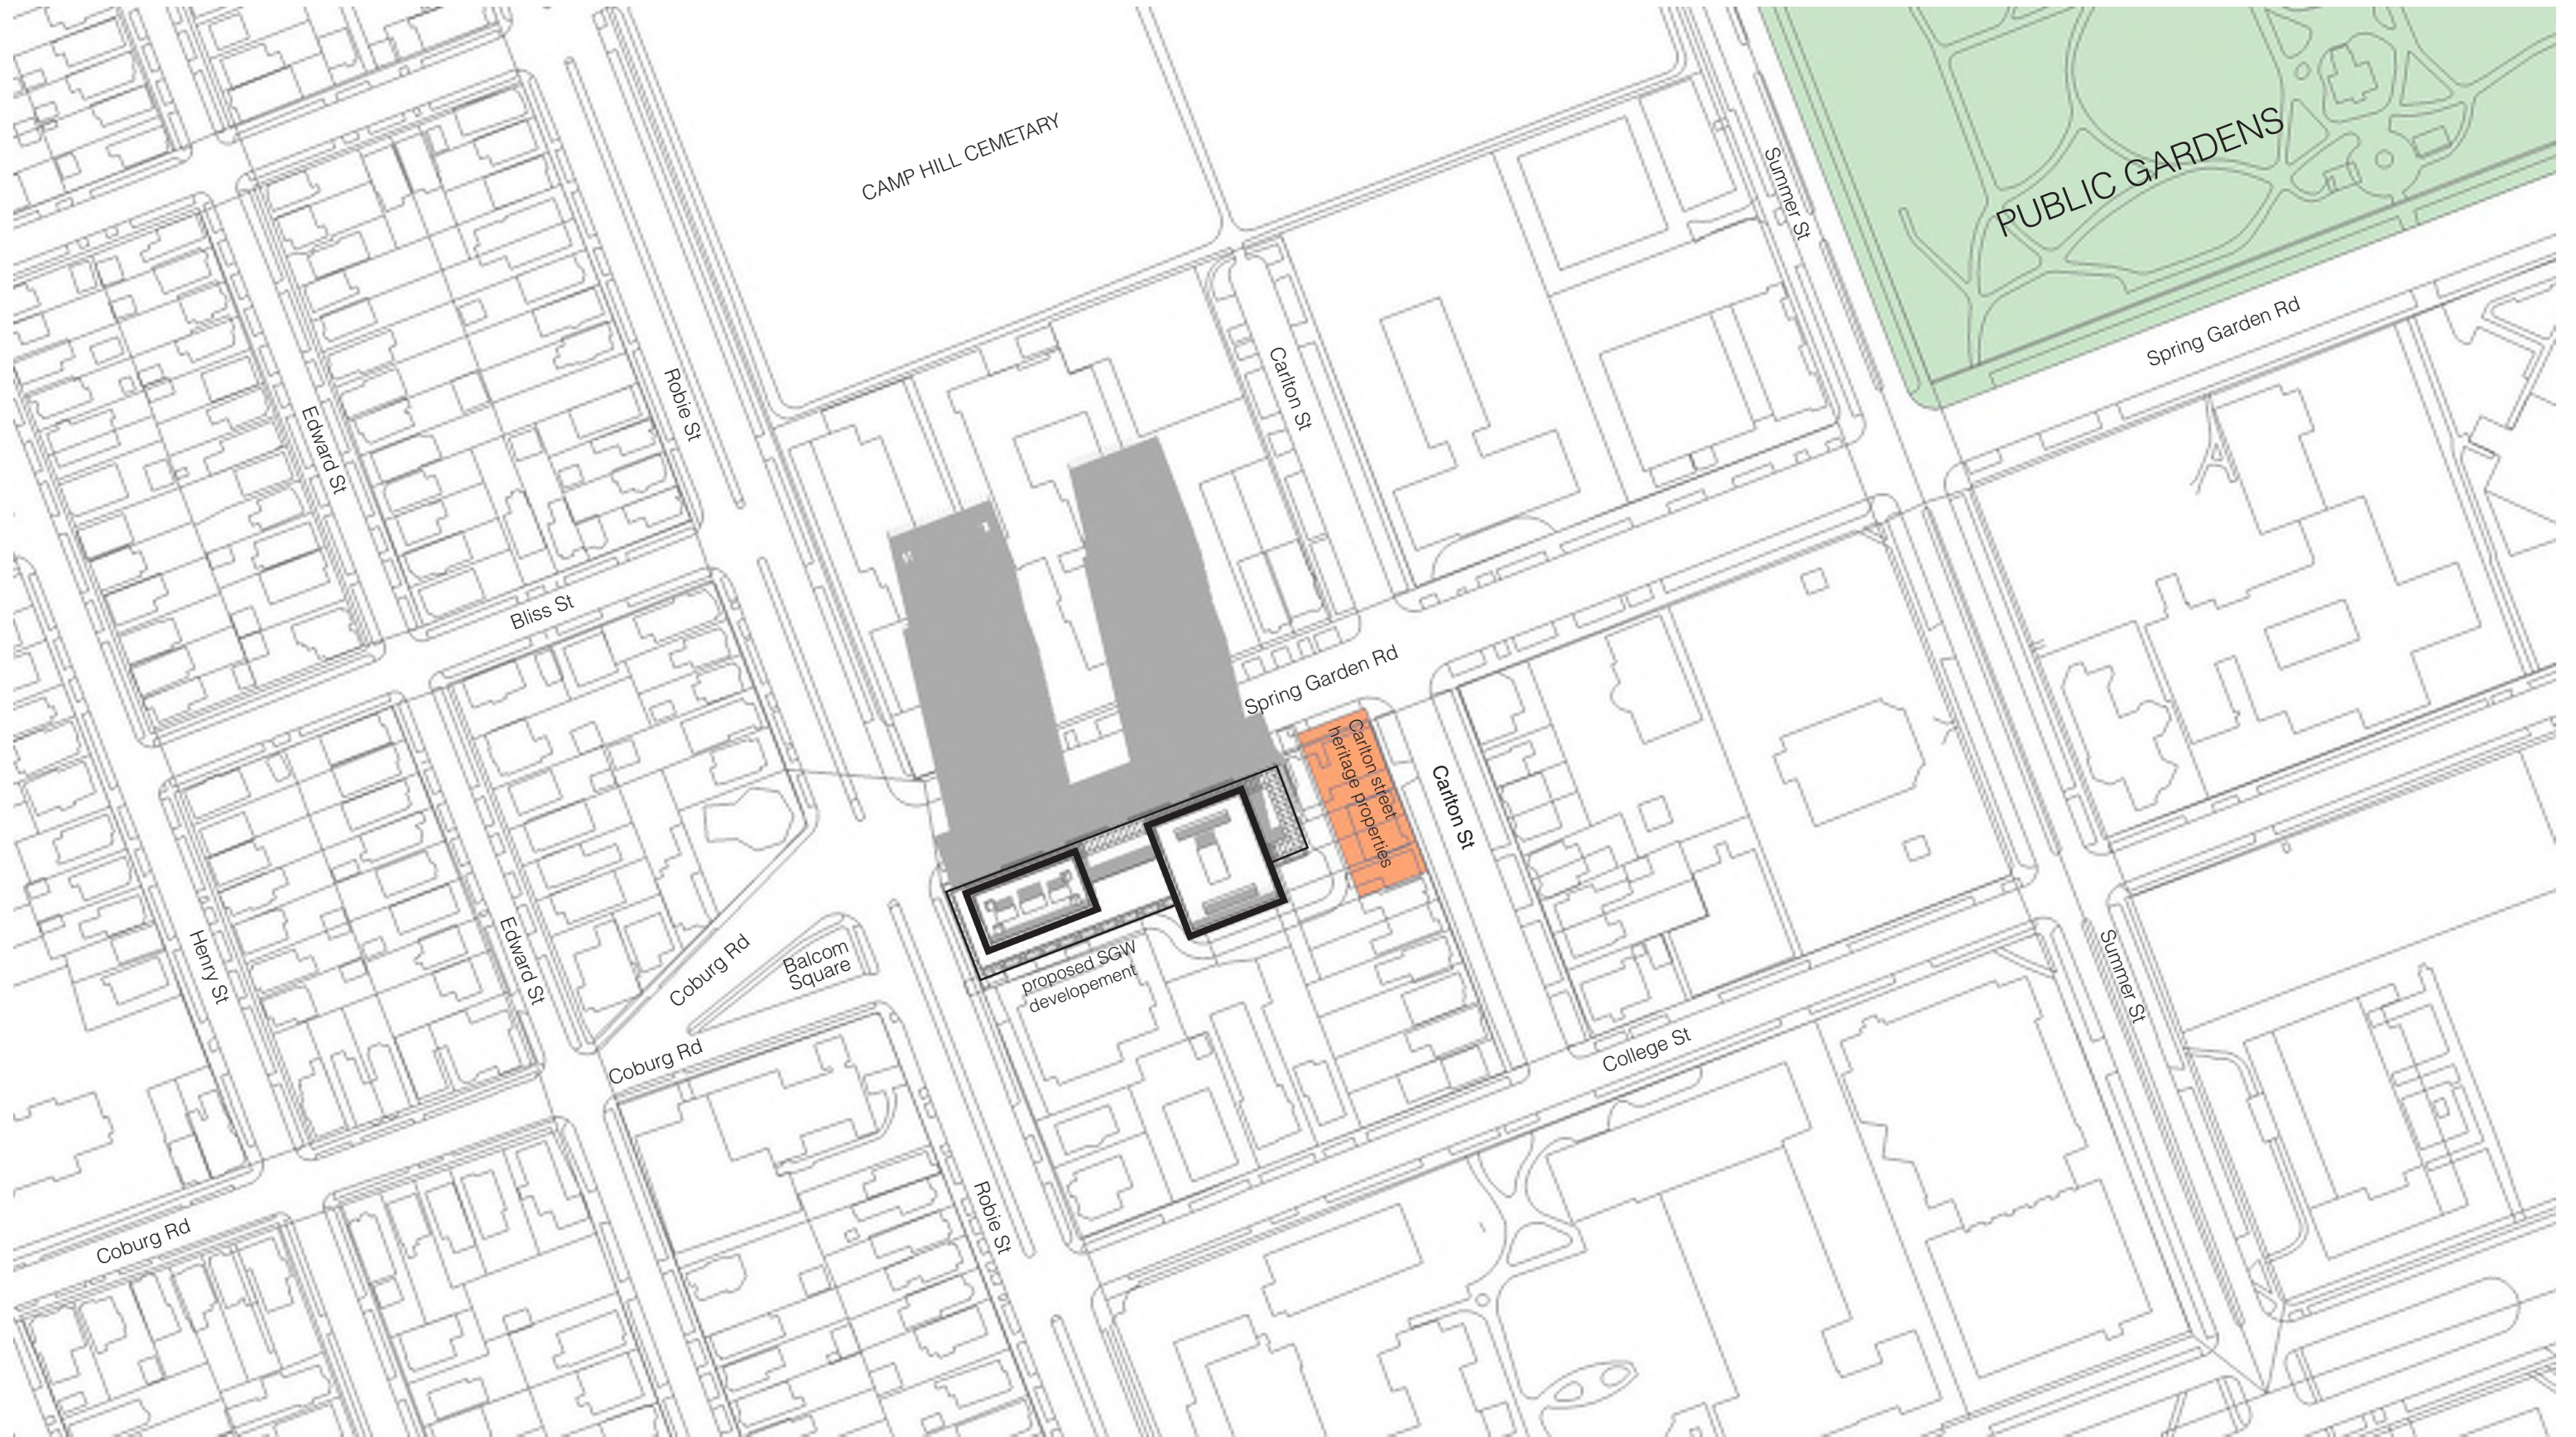 CAMP HILL CEMETARY
PUBLIC GARDENS
Summer St
Spring Garden Rd
Robie St
Carlton St
Edward St
Bliss St
Spring Garden Rd
Carlton street
heritage properties
Carlton St
Henry St
Edward St
Coburg Rd
Balcom
Square
proposed SGW
developement
Coburg Rd
College St
Summer St
Robie St
Coburg Rd